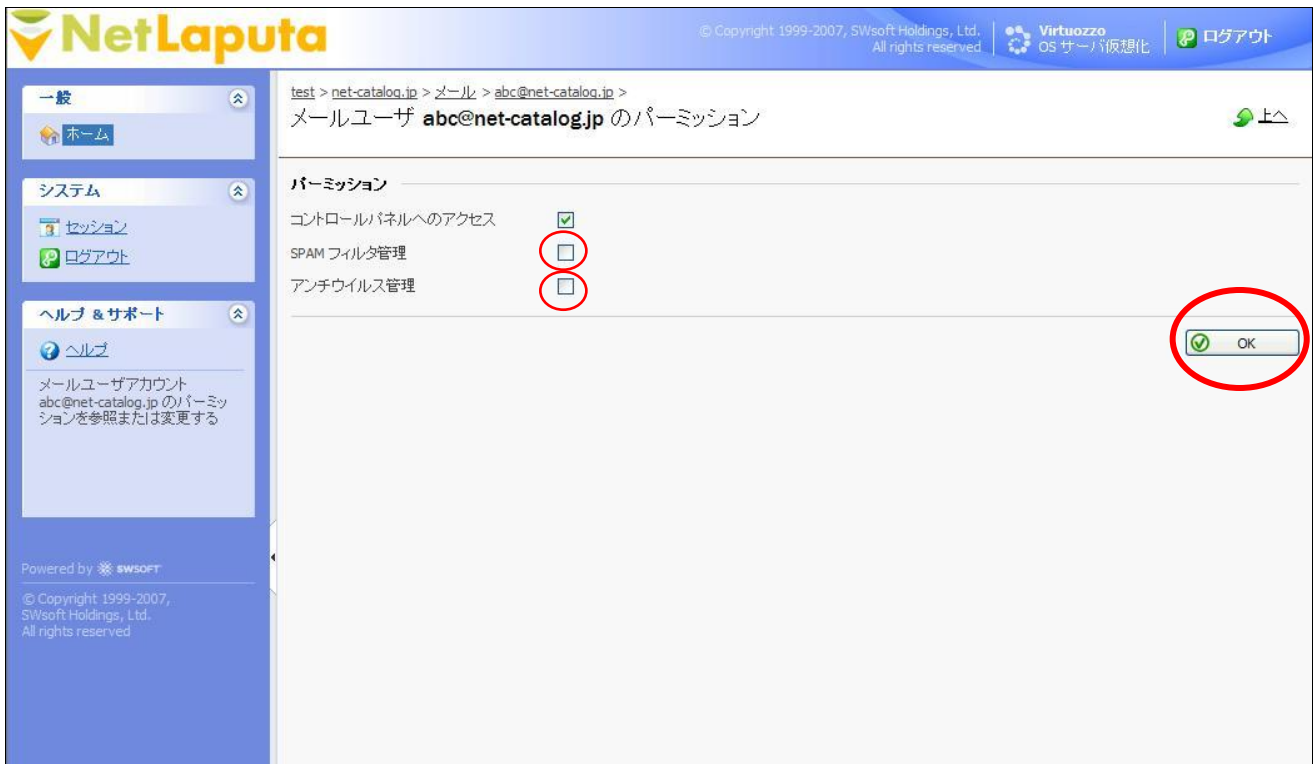 NetLaputa
© Copyright 1999-2007, SWsoft Holdings, Ltd.
All rights reserved
Virtuozzo
OS サーバ仮想化
ログアウト
一般
ホーム
システム
セッション
ログアウト
ヘルプ & サポート
ヘルプ
メールユーザアカウント
abc@net-catalog.jp のパーミッ
ションを参照または変更する
Powered by SWSOFT
© Copyright 1999-2007,
SWsoft Holdings, Ltd.
All rights reserved
test > net-catalog.jp > メール > abc@net-catalog.jp >
メールユーザ abc@net-catalog.jp のパーミッション
上へ
パーミッション
コントロールパネルへのアクセス
SPAM フィルタ管理
アンチウイルス管理
OK